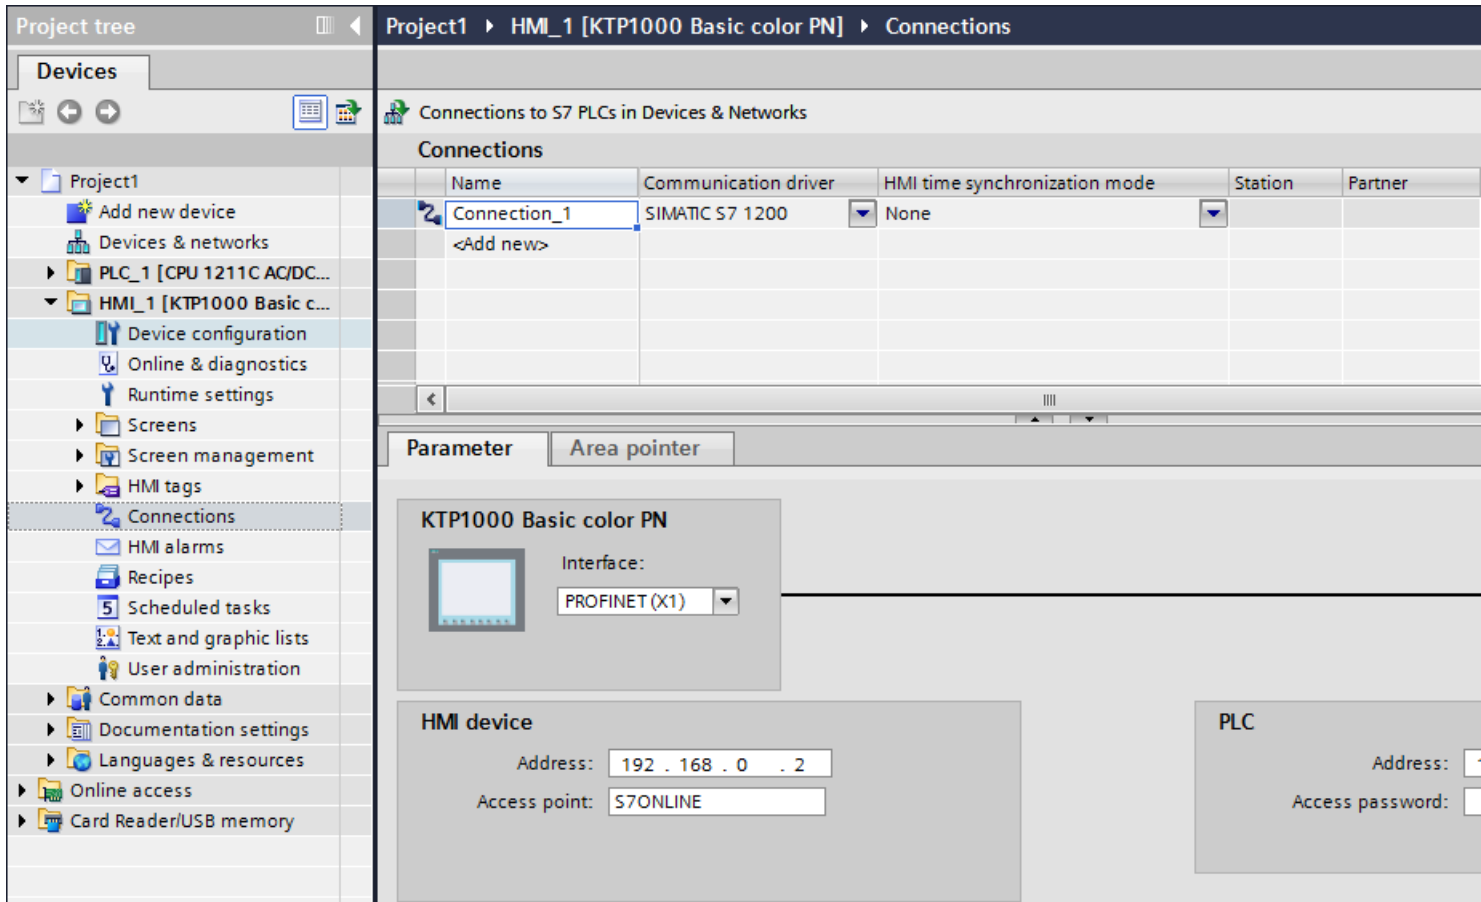 Project tree
Devices
Project1
Add new device
Devices & networks
PLC_1 [CPU 1211C AC/DC...
HMI_1 [KTP1000 Basic c...
Device configuration
Online & diagnostics
Runtime settings
Screens
Screen management
HMI tags
Connections
HMI alarms
Recipes
Scheduled tasks
Text and graphic lists
User administration
Common data
Documentation settings
Languages & resources
Online access
Card Reader/USB memory
Project1 HMI_1 [KTP1000 Basic color PN] Connections
Connections to S7 PLCs in Devices & Networks
Connections
Name Communication driver HMI time synchronization mode Station Partner
Connection_1 SIMATIC S7 1200 None
<Add new>
Parameter Area pointer
KTP1000 Basic color PN
Interface:
PROFINET (X1)
HMI device
Address: 192 . 168 . 0 . 2
Access point: S7ONLINE
PLC
Address:
Access password: